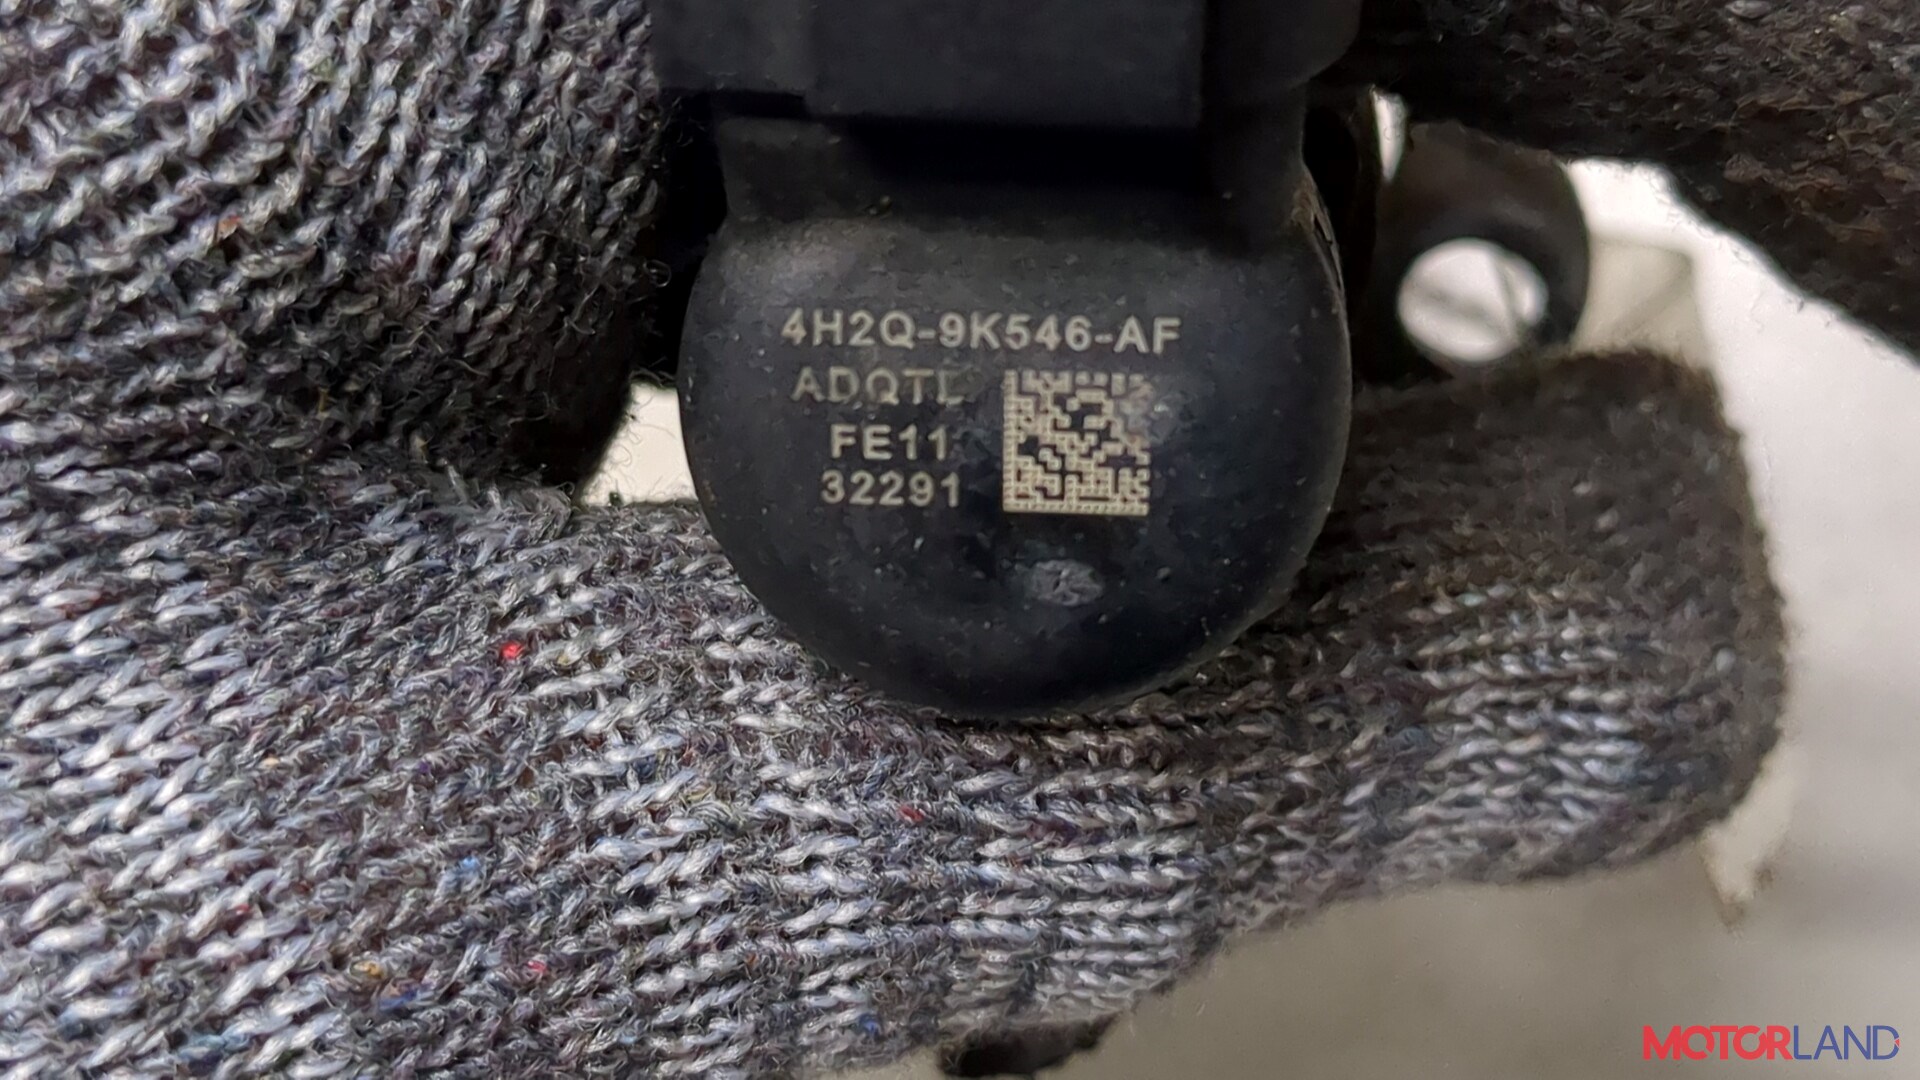 4H2Q-9K546-AF
ADQTL
FE11
32291
MOTORLAND